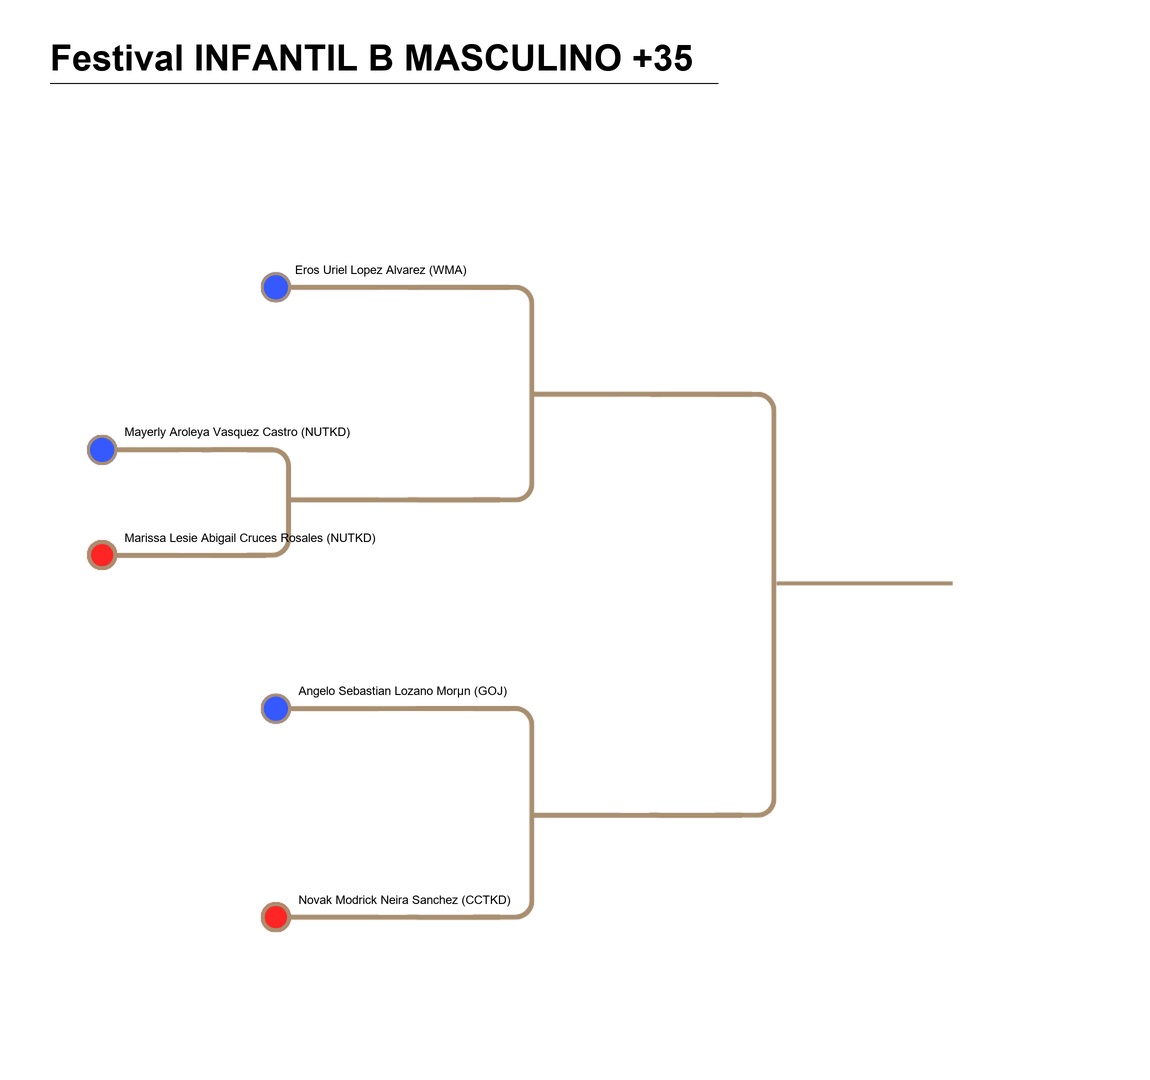 Festival INFANTIL B MASCULINO +35
Eros Uriel Lopez Alvarez (WMA)
Mayerly Aroleya Vasquez Castro (NUTKD)
Marissa Lesie Abigail Cruces Rosales (NUTKD)
Angelo Sebastian Lozano Morμn (GOJ)
Novak Modrick Neira Sanchez (CCTKD)